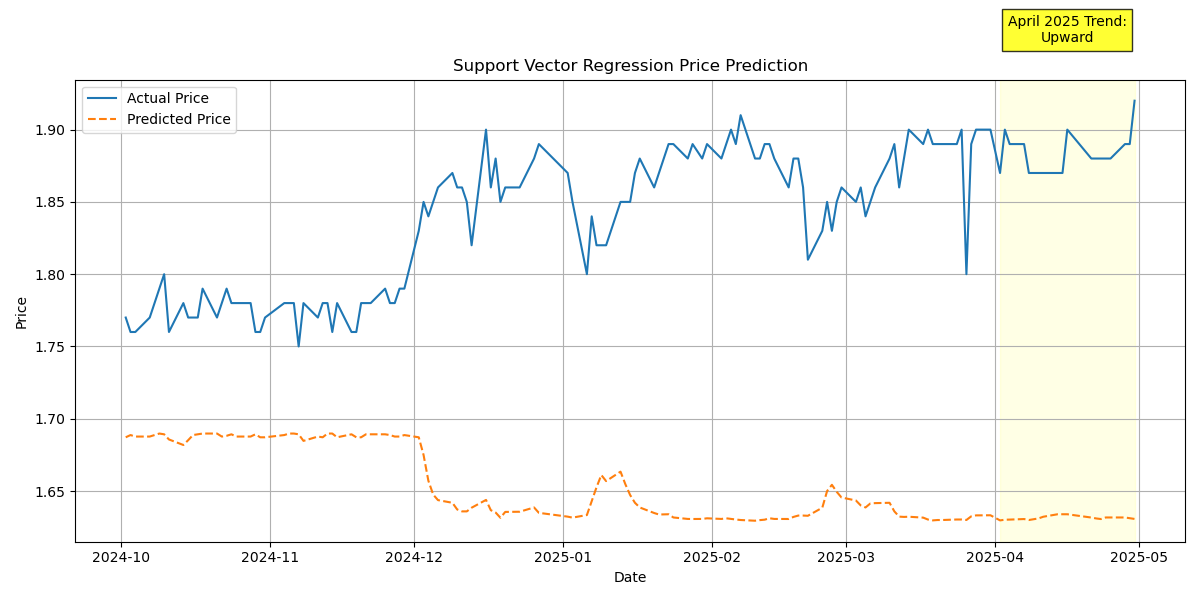 April 2025 Trend:
Upward
Support Vector Regression Price Prediction
Actual Price
Predicted Price
Price
1.90
1.85
1.80
1.75
1.70
1.65
2024-10 2024-11 2024-12 2025-01 2025-02 2025-03 2025-04 2025-05
Date